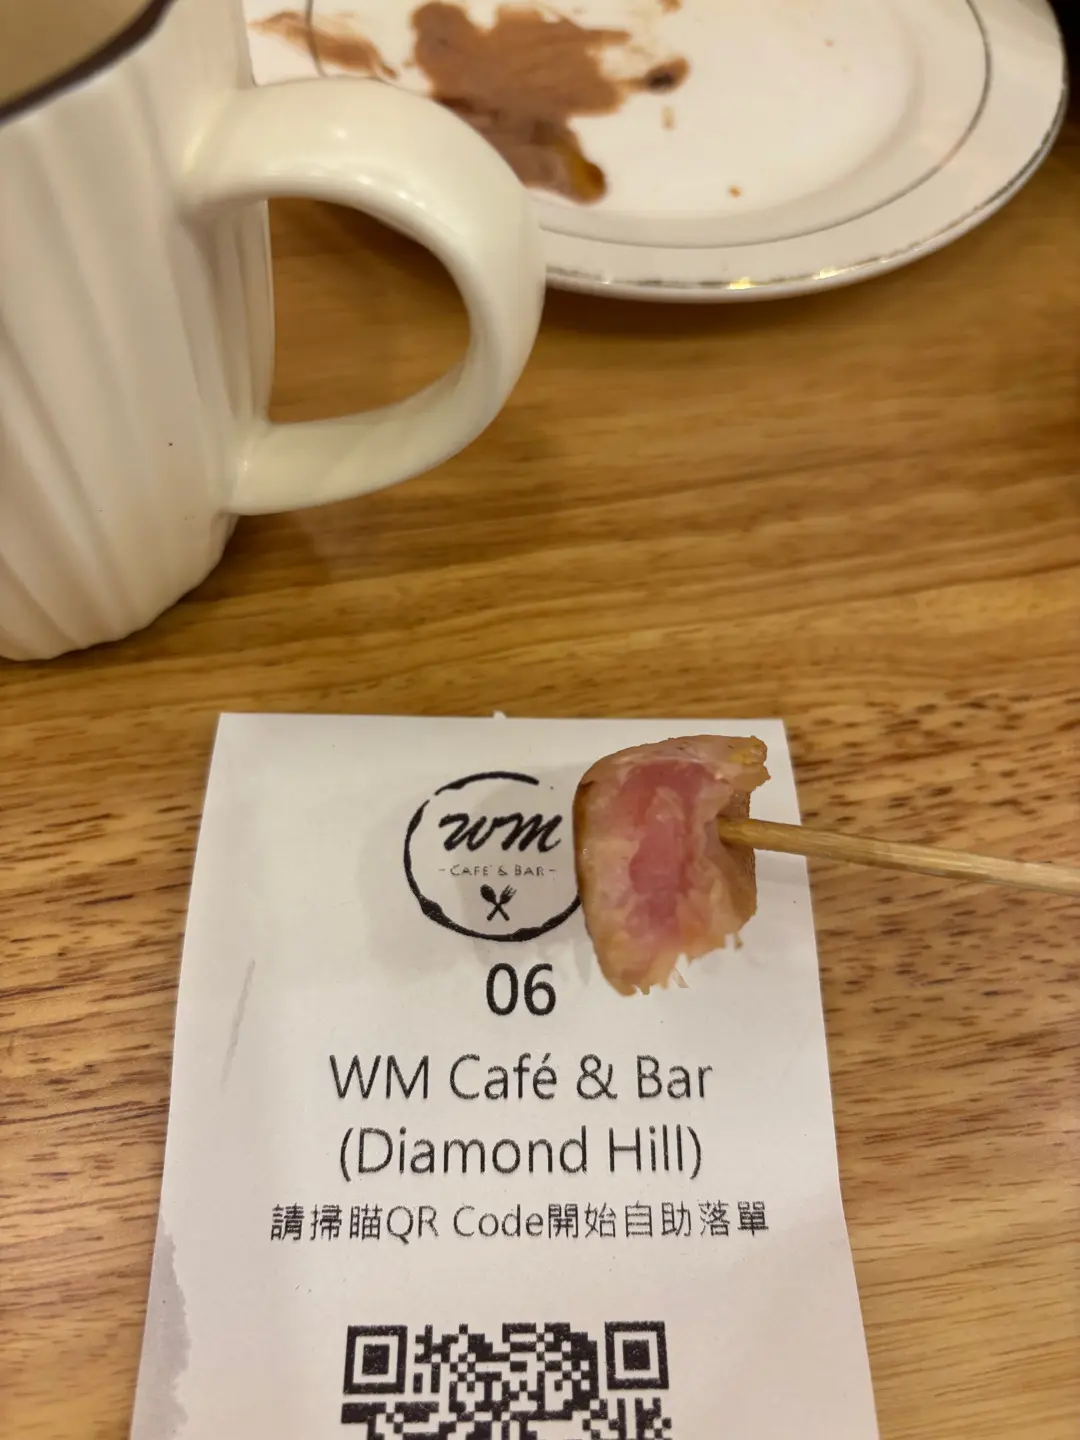 wm
- CAFE & BAR -
06
WM Café & Bar
(Diamond Hill)
請掃瞄QR Code開始自助落單